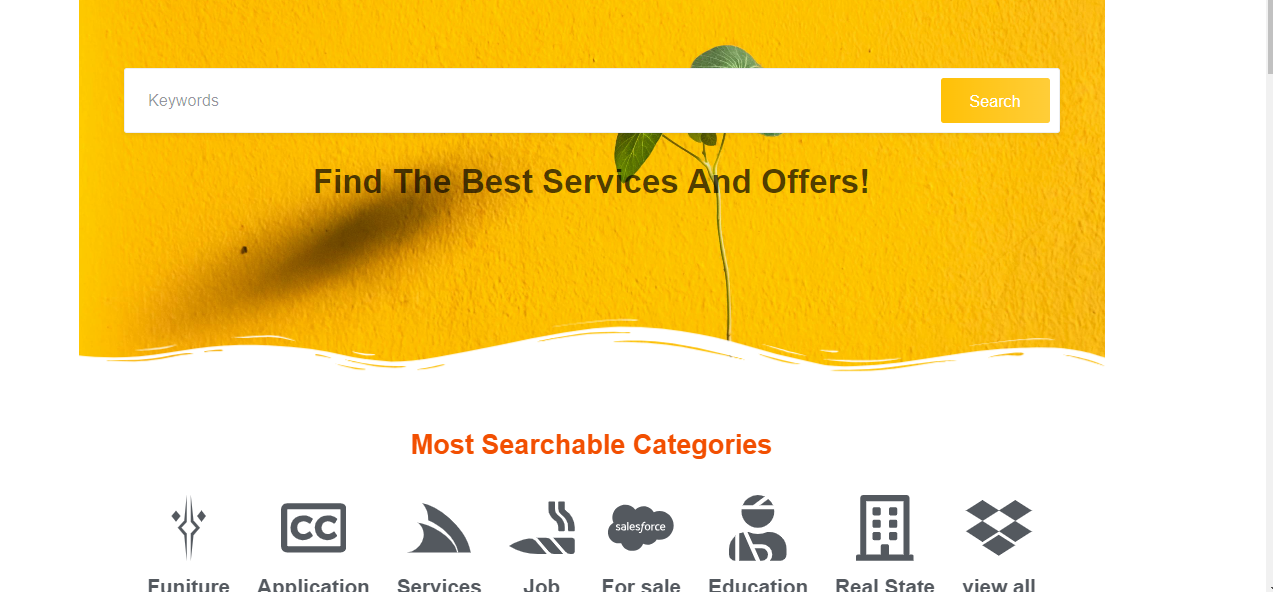 Keywords
Search
Find The Best Services And Offers!
Most Searchable Categories
CC
salesforce
Funiture
Application
Services
Job
For sale
Education
Real State
view all